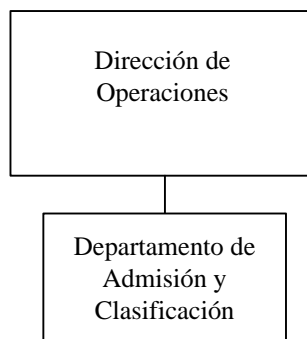 Dirección de
Operaciones
Departamento de
Admisión y
Clasificación